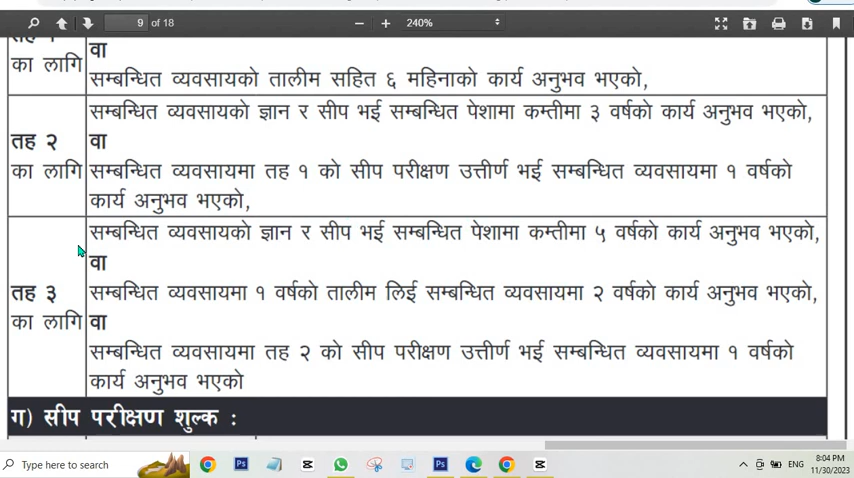 9 of 18
240%
का लागि
वा
सम्बन्धित व्यवसायको तालीम सहित ६ महिनाको कार्य अनुभव भएको,
तह २
का लागि
सम्बन्धित व्यवसायको ज्ञान र सीप भई सम्बन्धित पेशामा कम्तीमा ३ वर्षको कार्य अनुभव भएको,
वा
सम्बन्धित व्यवसायमा तह १ को सीप परीक्षण उत्तीर्ण भई सम्बन्धित व्यवसायमा १ वर्षको
कार्य अनुभव भएको,
तह ३
का लागि
सम्बन्धित व्यवसायको ज्ञान र सीप भई सम्बन्धित पेशामा कम्तीमा ५ वर्षको कार्य अनुभव भएको,
वा
सम्बन्धित व्यवसायमा १ वर्षको तालीम लिई सम्बन्धित व्यवसायमा २ वर्षको कार्य अनुभव भएको,
वा
सम्बन्धित व्यवसायमा तह २ को सीप परीक्षण उत्तीर्ण भई सम्बन्धित व्यवसायमा १ वर्षको
कार्य अनुभव भएको
ग) सीप परीक्षण शुल्क :
Type here to search
Ps
Ps
ENG
8:04 PM
11/30/2023